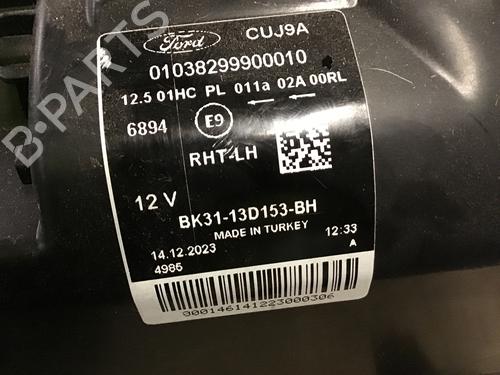 B-PARTS
Ford
CUJ9A
01038299900010
12.5 01HC PL 011a 02A 00RL
6894 E9
RHT-LH
12 V
BK31-13D153-BH
MADE IN TURKEY
14.12.2023 12:33
4985 A
000146141223000306